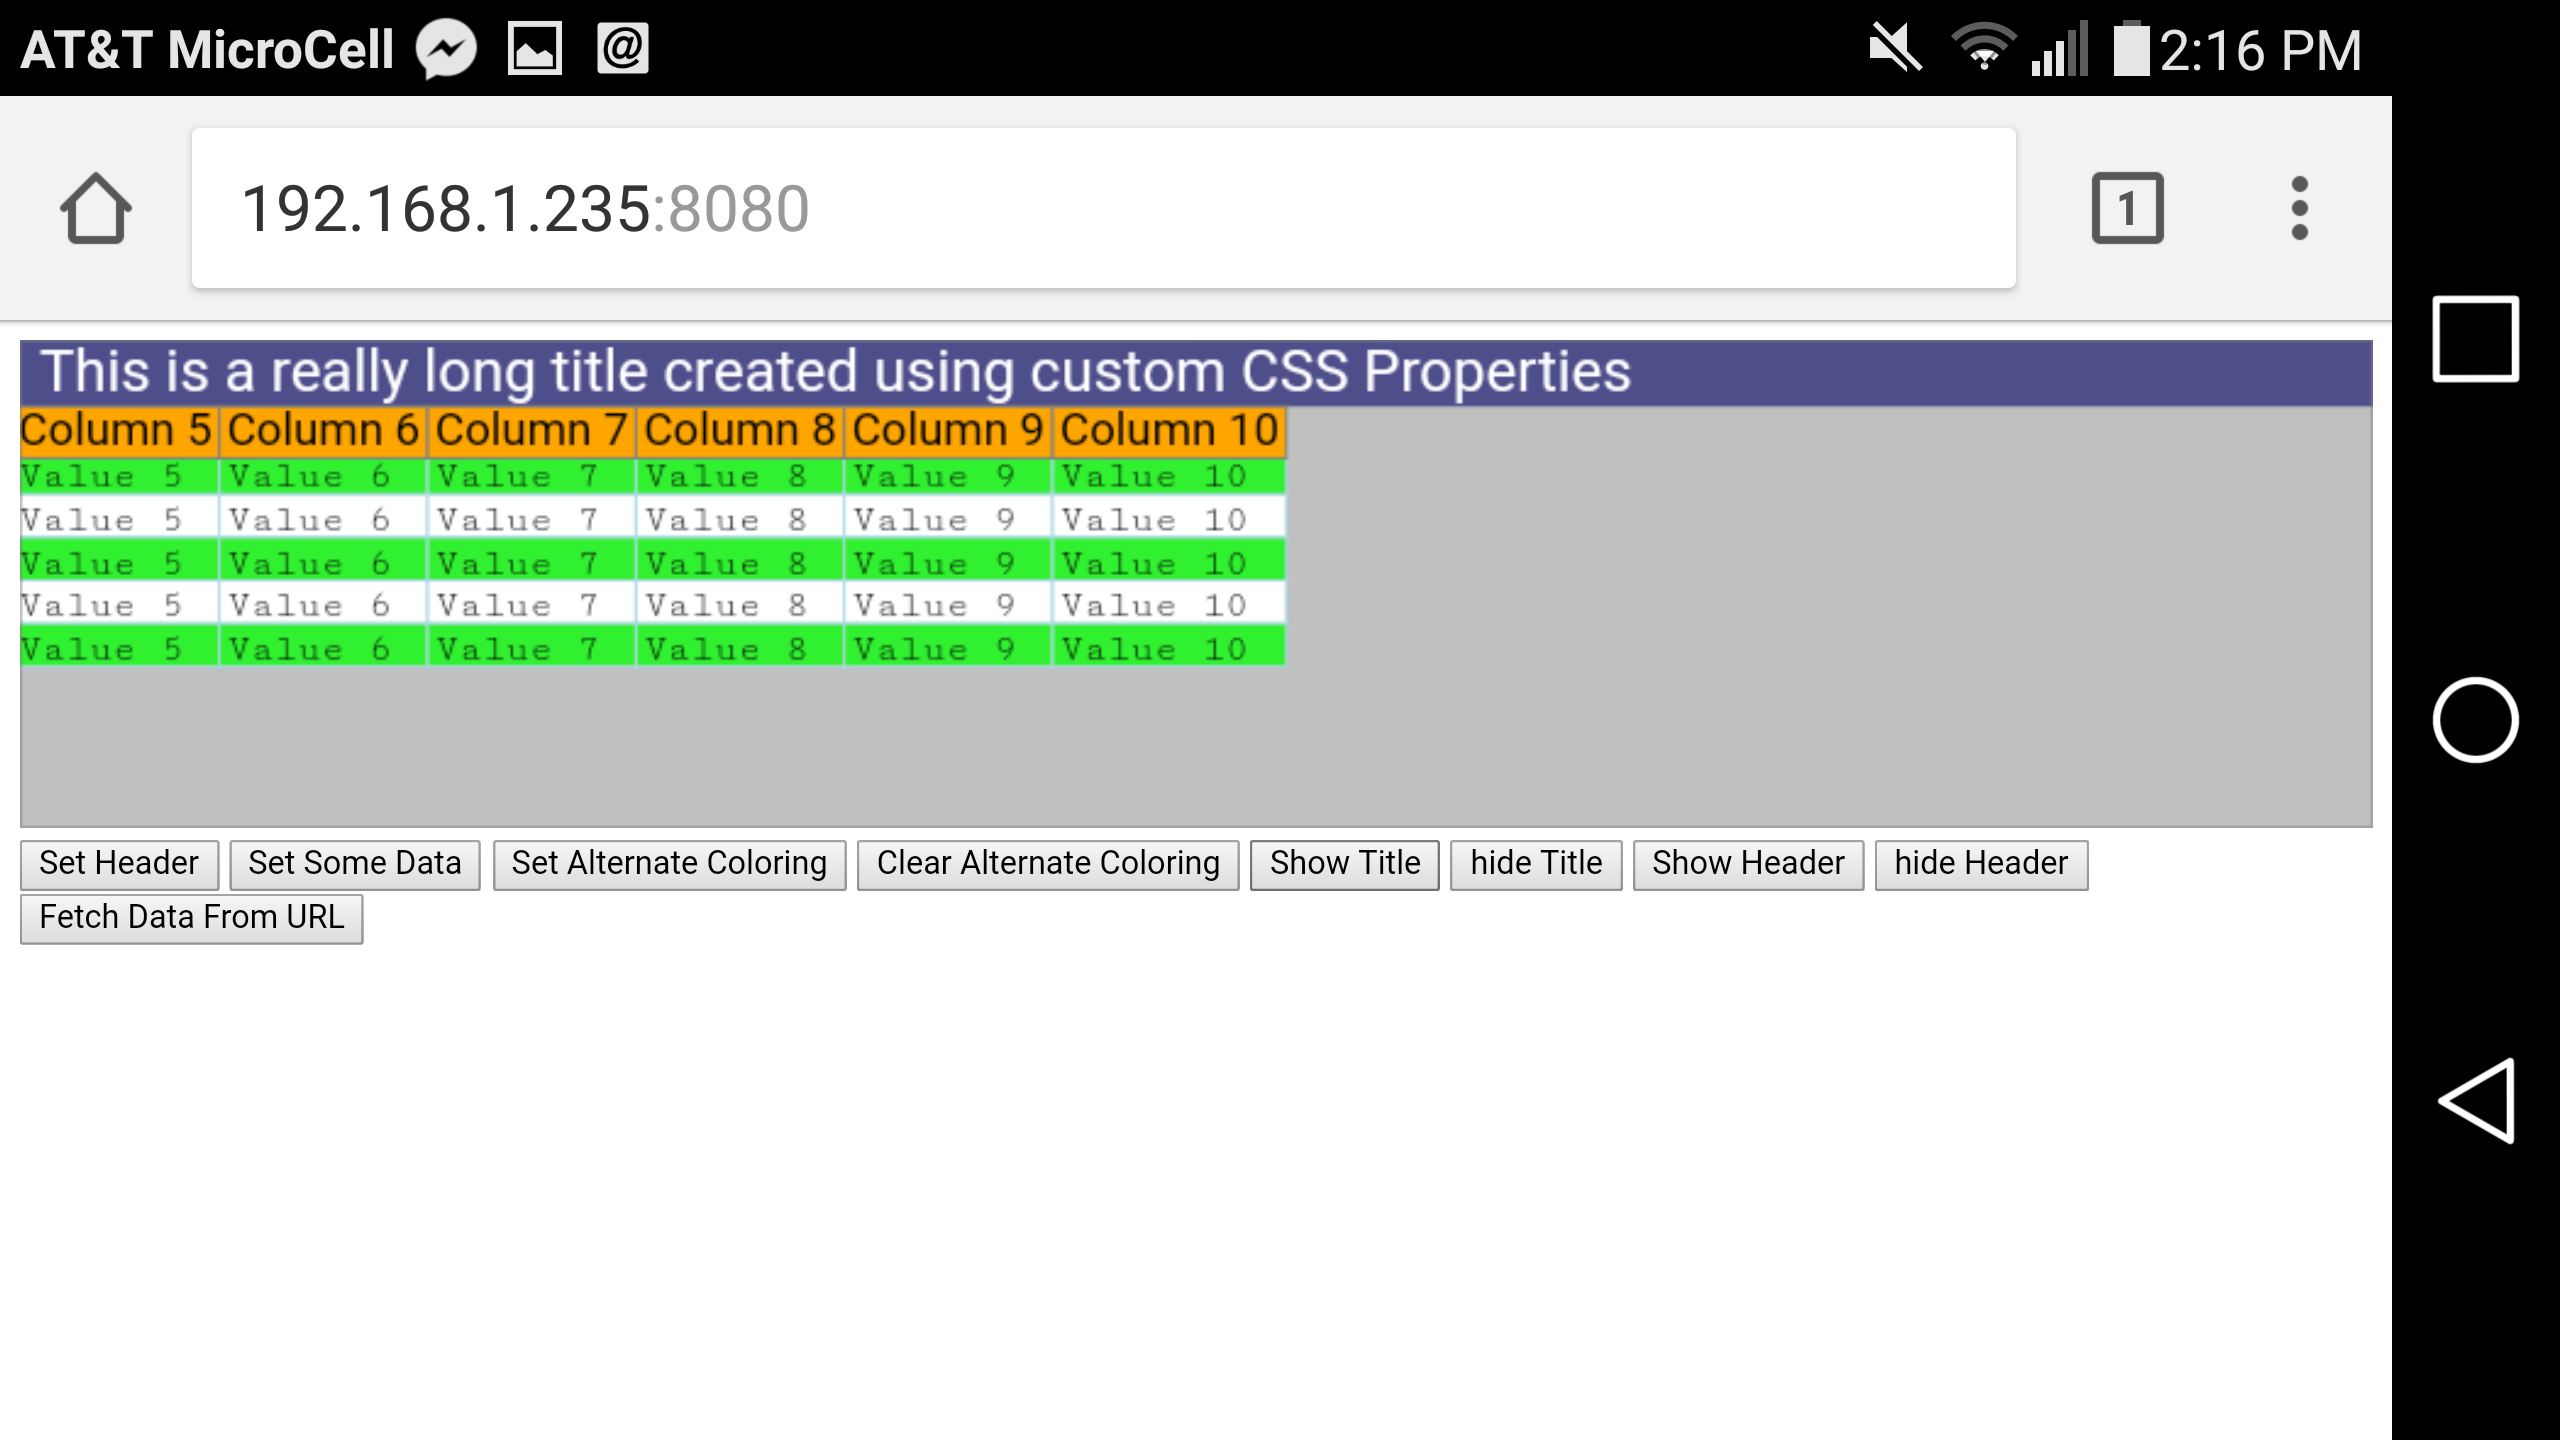 AT&T MicroCell @ 2:16 PM
192.168.1.235:8080 1
This is a really long title created using custom CSS Properties
Column 5 Column 6 Column 7 Column 8 Column 9 Column 10
Value 5 Value 6 Value 7 Value 8 Value 9 Value 10
Value 5 Value 6 Value 7 Value 8 Value 9 Value 10
Value 5 Value 6 Value 7 Value 8 Value 9 Value 10
Value 5 Value 6 Value 7 Value 8 Value 9 Value 10
Value 5 Value 6 Value 7 Value 8 Value 9 Value 10
Set Header Set Some Data Set Alternate Coloring Clear Alternate Coloring Show Title hide Title Show Header hide Header
Fetch Data From URL